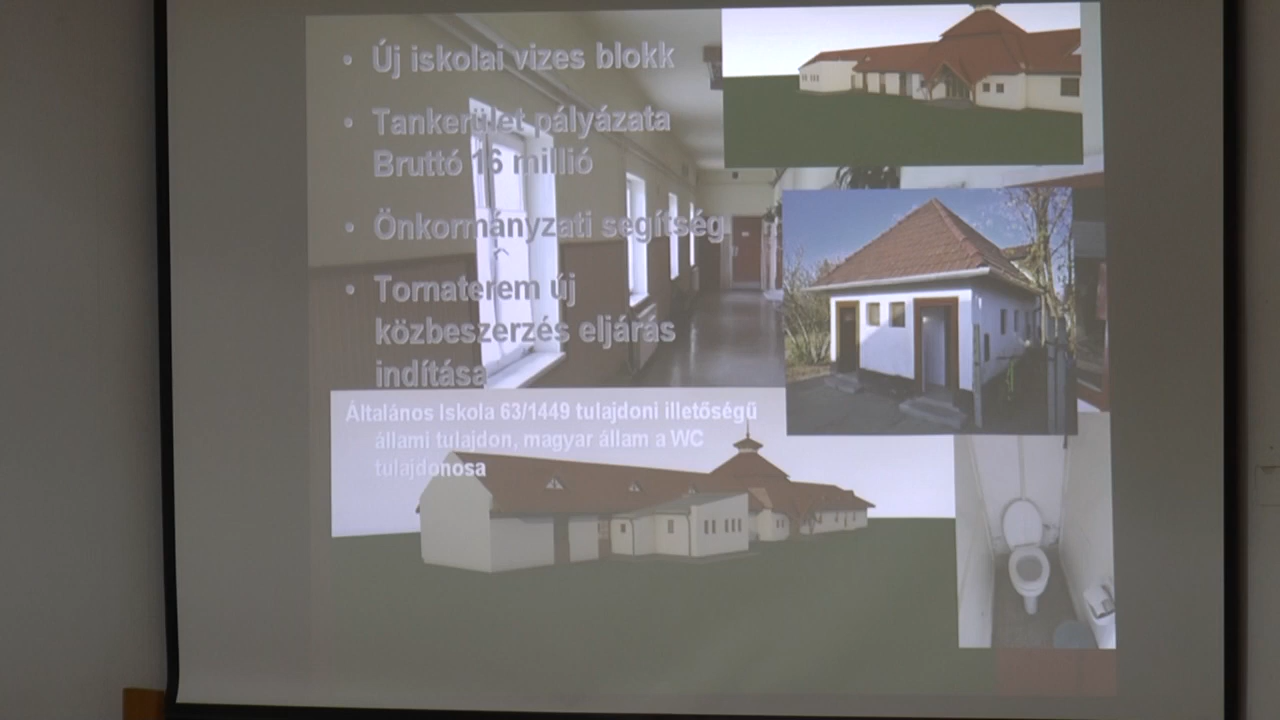 • Új iskolai vizes blokk
• Tankerület pályázata
Bruttó 16 millió
• Önkormányzati segítség
• Tornaterem új
közbeszerzés eljárás
indítása
Általános Iskola 63/1449 tulajdoni illetőségű
állami tulajdon, magyar állam a WC
tulajdonosa